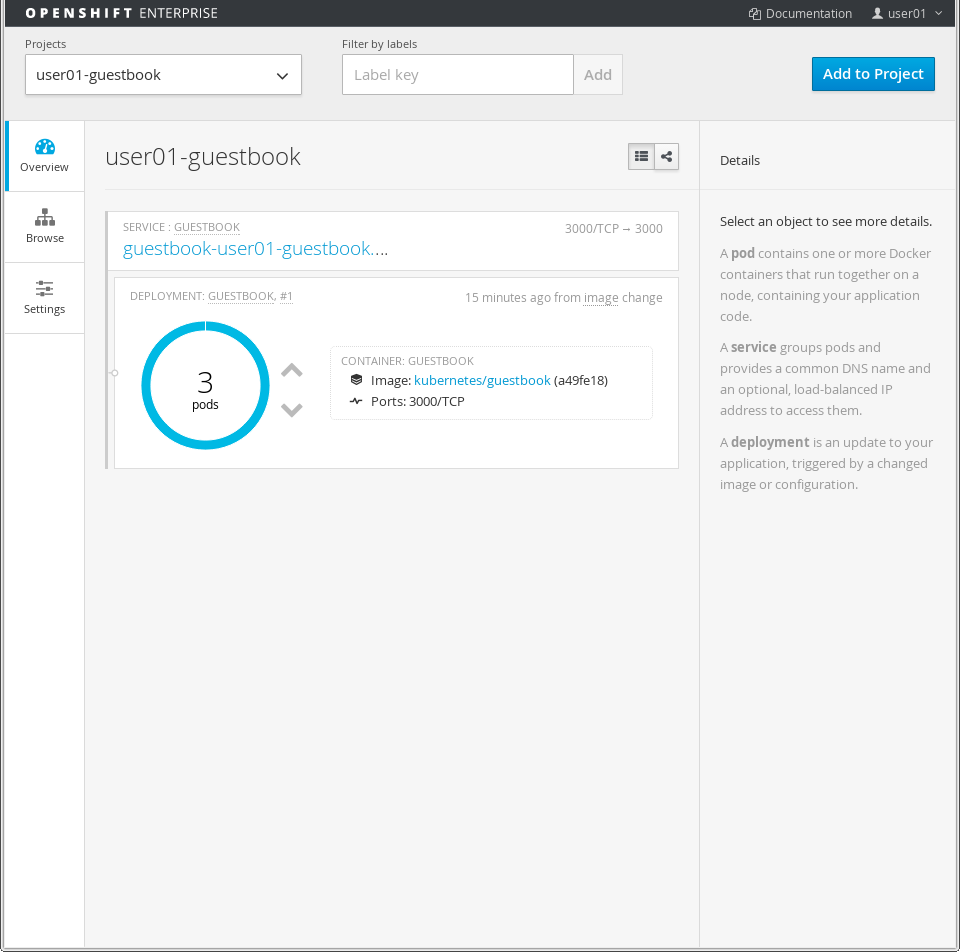 OPENSHIFT ENTERPRISE
Documentation
user01
Projects
user01-guestbook
Filter by labels
Label key
Add
Add to Project
Overview
Browse
Settings
user01-guestbook
SERVICE : GUESTBOOK
3000/TCP → 3000
guestbook-user01-guestbook....
DEPLOYMENT: GUESTBOOK, #1
15 minutes ago from image change
3
pods
CONTAINER: GUESTBOOK
Image: kubernetes/guestbook (a49fe18)
Ports: 3000/TCP
Details
Select an object to see more details.
A pod contains one or more Docker
containers that run together on a
node, containing your application
code.
A service groups pods and
provides a common DNS name and
an optional, load-balanced IP
address to access them.
A deployment is an update to your
application, triggered by a changed
image or configuration.